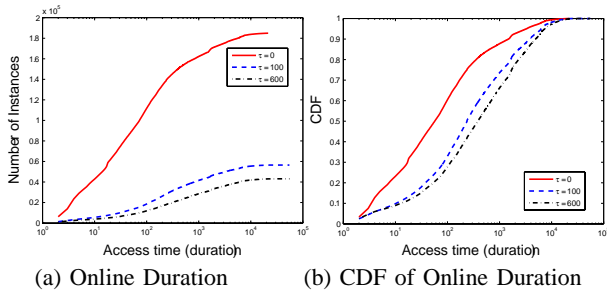 x 10^5
2
1.8
1.6
1.4
1.2
1
0.8
0.6
0.4
0.2
0
Number of Instances
τ=0
τ=100
τ=600
10^0 10^1 10^2 10^3 10^4 10^5
Access time (duration)
(a) Online Duration
1
0.9
0.8
0.7
0.6
0.5
0.4
0.3
0.2
0.1
0
CDF
τ=0
τ=100
τ=600
10^0 10^1 10^2 10^3 10^4 10^5
Access time (duration)
(b) CDF of Online Duration